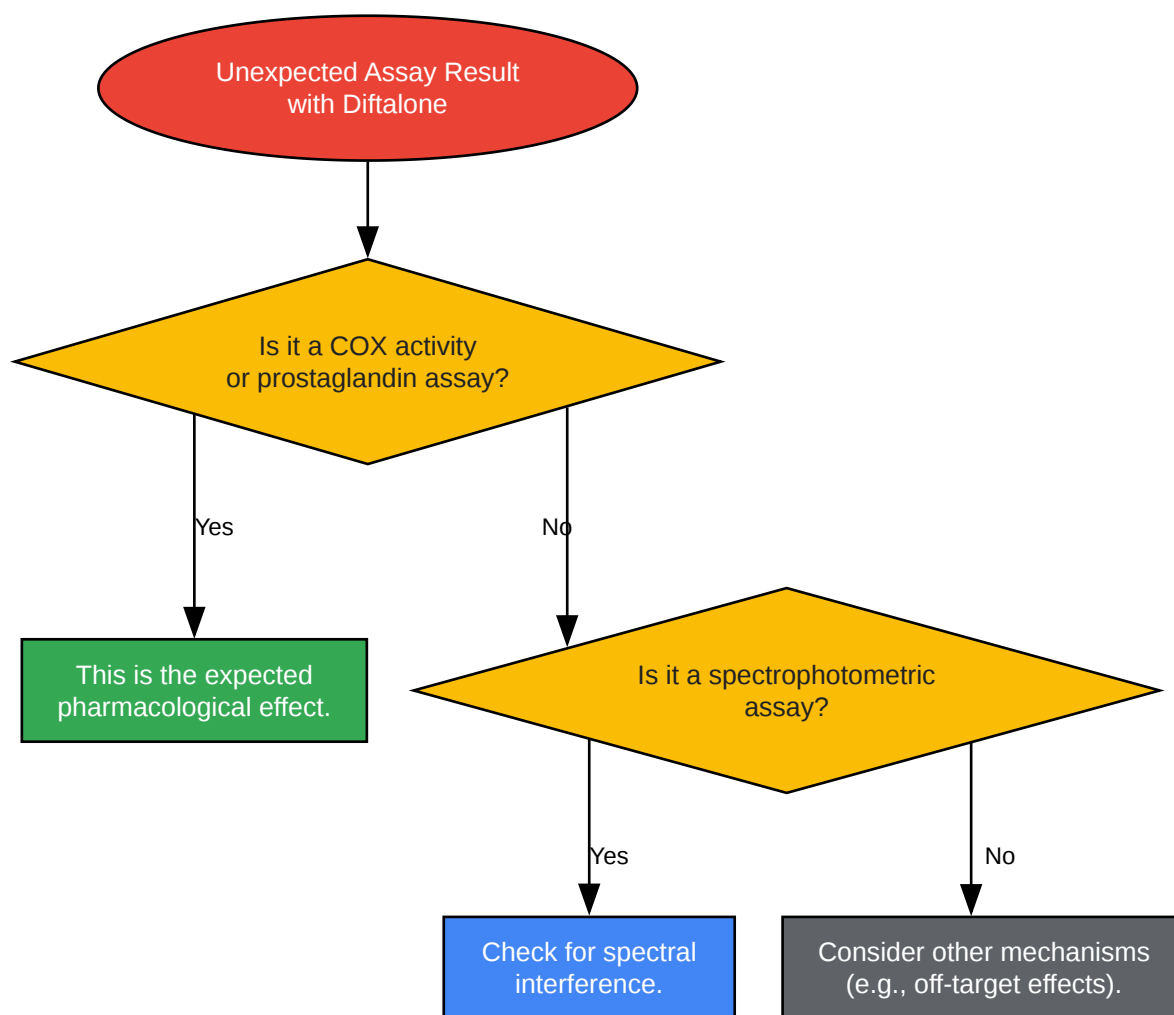 Unexpected Assay Result
with Diftalone
Is it a COX activity
or prostaglandin assay?
Yes
No
This is the expected
pharmacological effect.
Is it a spectrophotometric
assay?
Yes
No
Check for spectral
interference.
Consider other mechanisms
(e.g., off-target effects).